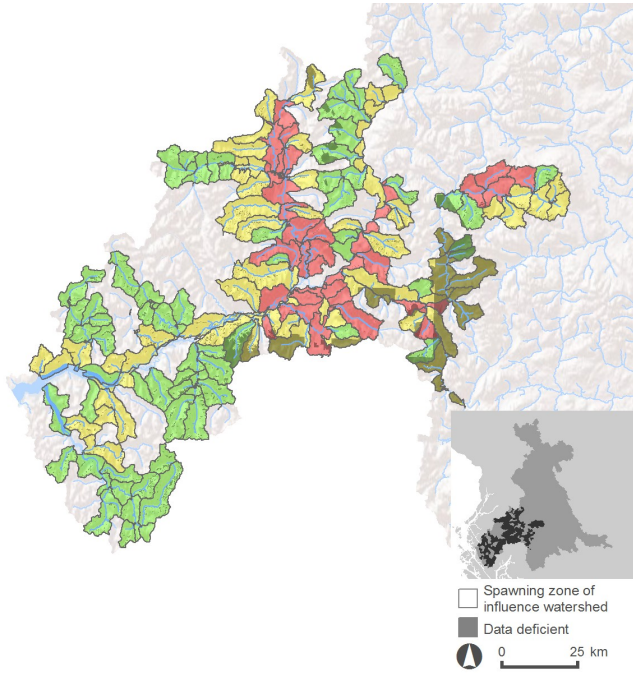 Spawning zone of
influence watershed
Data deficient
0 25 km